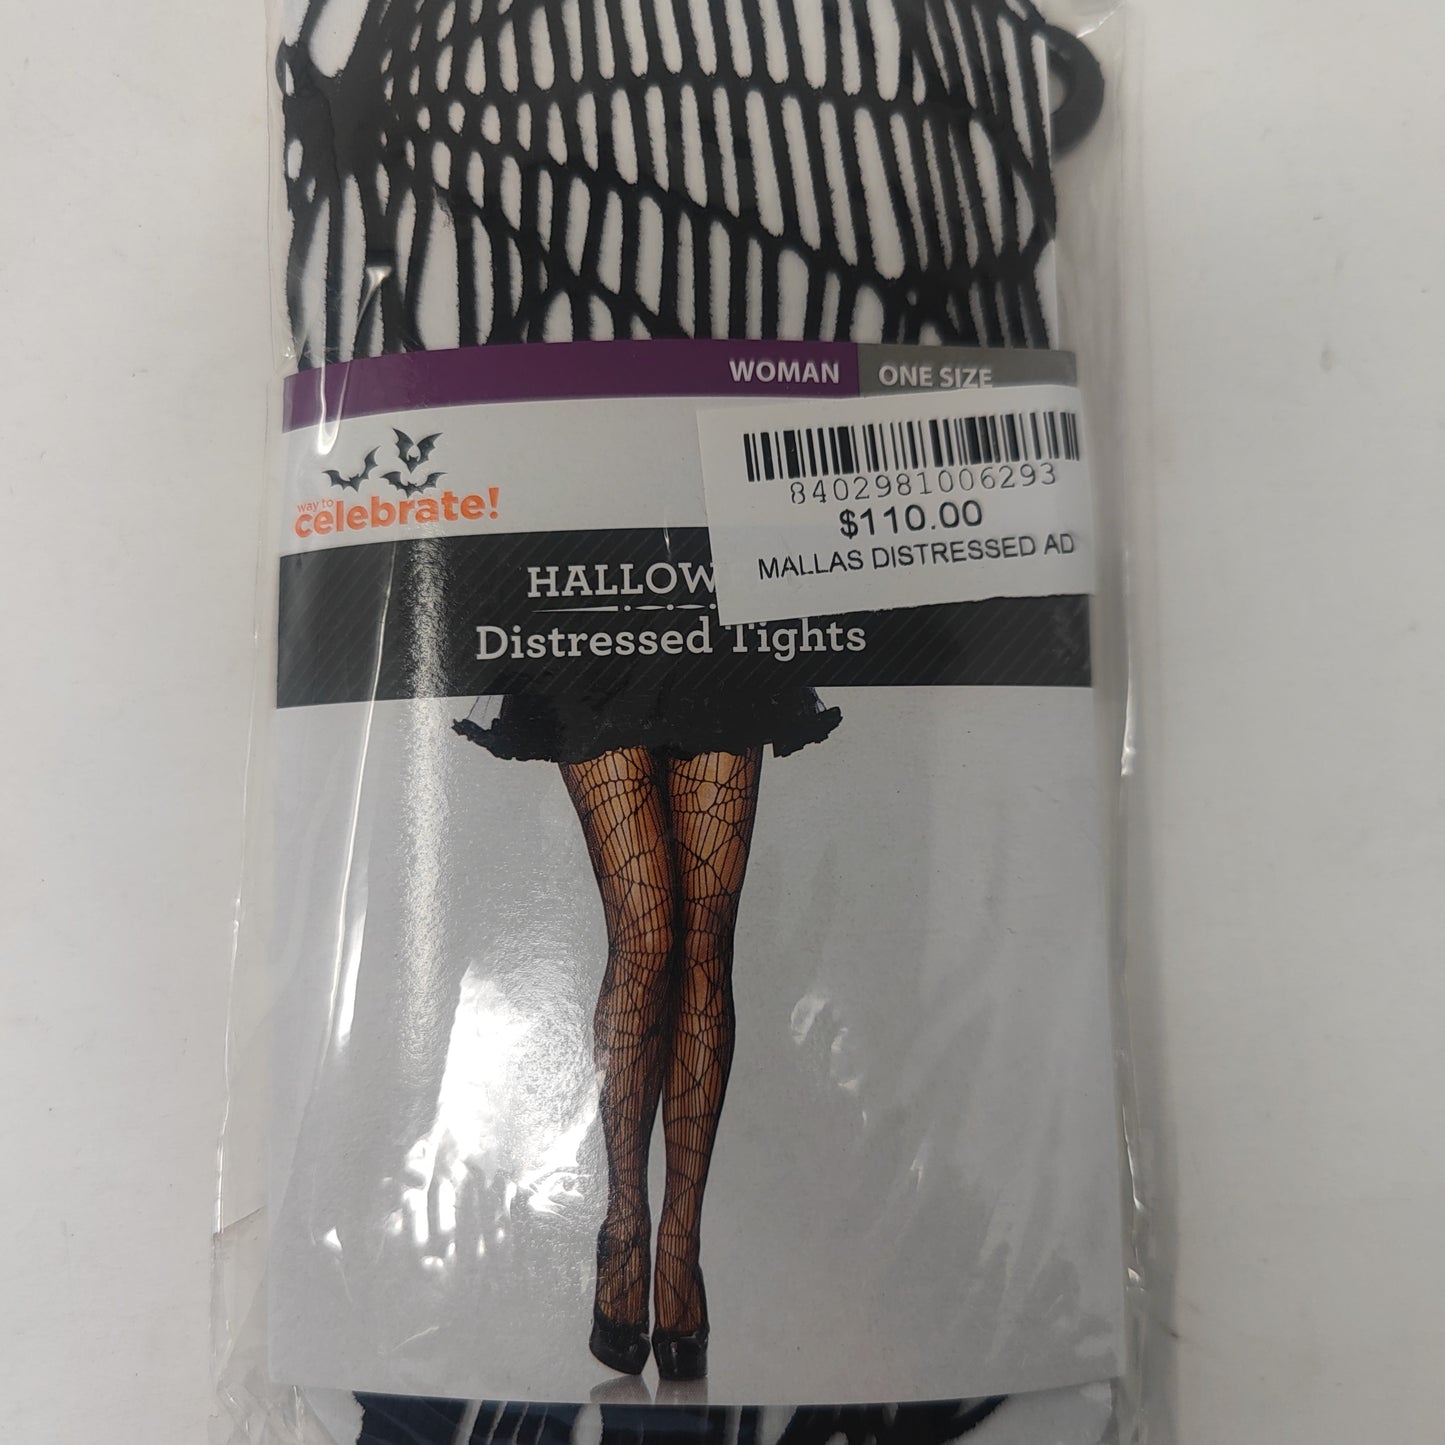 WOMAN ONE SIZE
way to
celebrate!
8402981006293
$110.00
MALLAS DISTRESSED AD
HALLOW
Distressed Tights